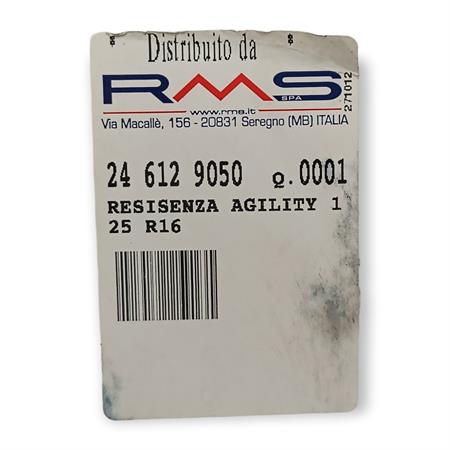 Distribuito da
RMS
SPA
www.rms.it
271012
Via Macallè, 156 - 20831 Seregno (MB) ITALIA
24 612 9050 Q.0001
RESISENZA AGILITY 1
25 R16